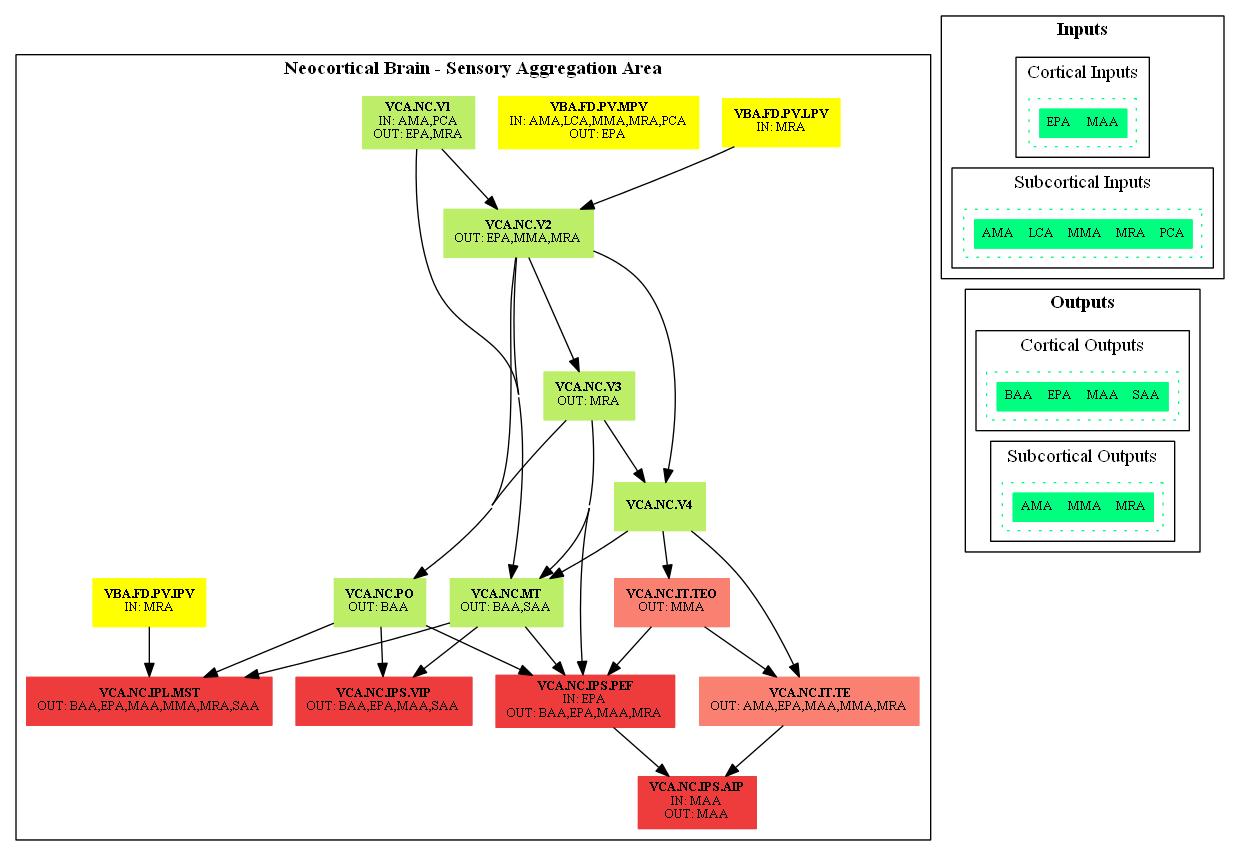 Neocortical Brain - Sensory Aggregation Area
VCA.NC.V1
IN: AMA,PCA
OUT: EPA,MRA
VBA.FD.PV.MPV
IN: AMA,LCA,MMA,MRA,PCA
OUT: EPA
VBA.FD.PV.LPV
IN: MRA
VCA.NC.V2
OUT: EPA,MMA,MRA
VCA.NC.V3
OUT: MRA
VCA.NC.V4
VBA.FD.PV.IPV
IN: MRA
VCA.NC.PO
OUT: BAA
VCA.NC.MT
OUT: BAA,SAA
VCA.NC.IT.TEO
OUT: MMA
VCA.NC.IPL.MST
OUT: BAA,EPA,MAA,MMA,MRA,SAA
VCA.NC.IPS.VIP
OUT: BAA,EPA,MAA,SAA
VCA.NC.IPS.PEF
IN: EPA
OUT: BAA,EPA,MAA,MRA
VCA.NC.IT.TE
OUT: AMA,EPA,MAA,MMA,MRA
VCA.NC.IPS.AIP
IN: MAA
OUT: MAA
Inputs
Cortical Inputs
EPA MAA
Subcortical Inputs
AMA LCA MMA MRA PCA
Outputs
Cortical Outputs
BAA EPA MAA SAA
Subcortical Outputs
AMA MMA MRA